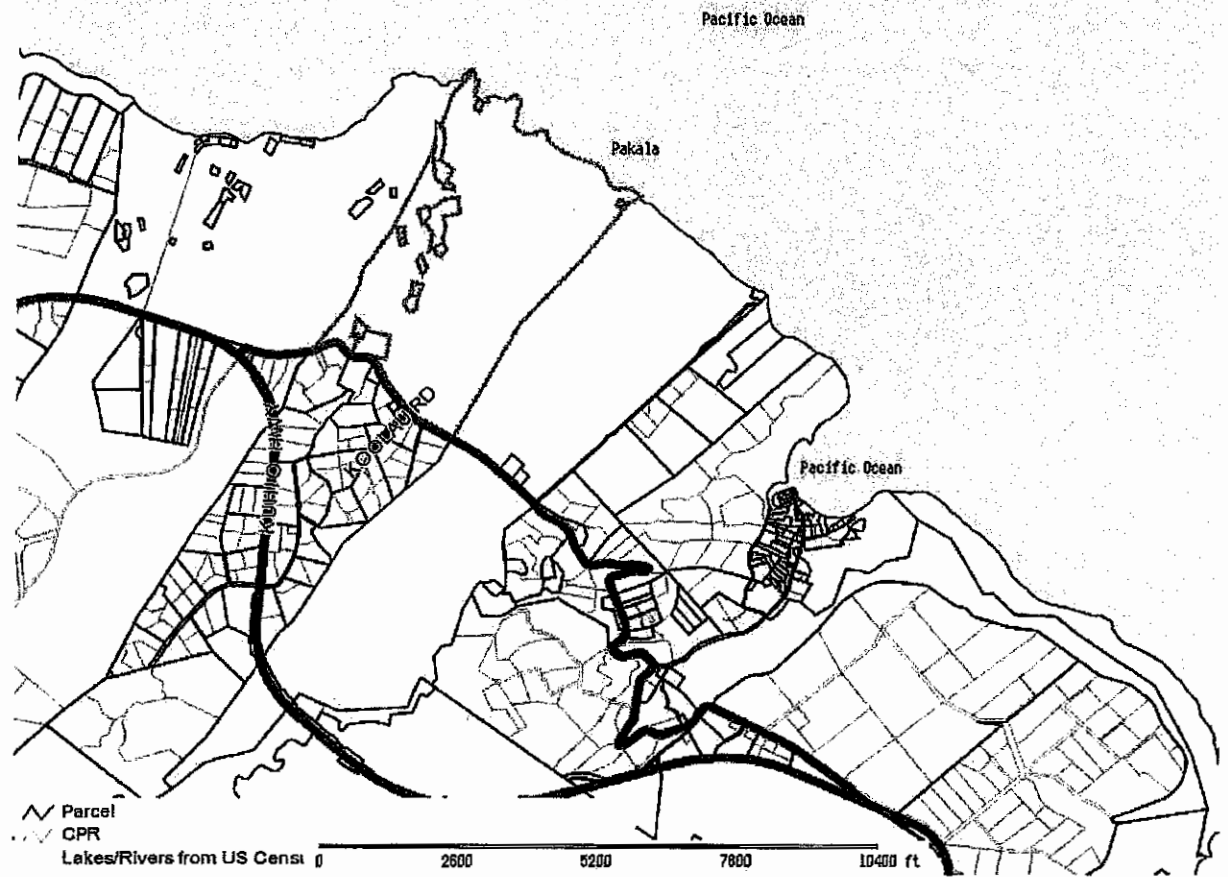 Pacific Ocean
Pakala
KOOLAU RD
Pacific Ocean
Parcel
CPR
Lakes/Rivers from US Censu
0 2600 5200 7800 10400 ft